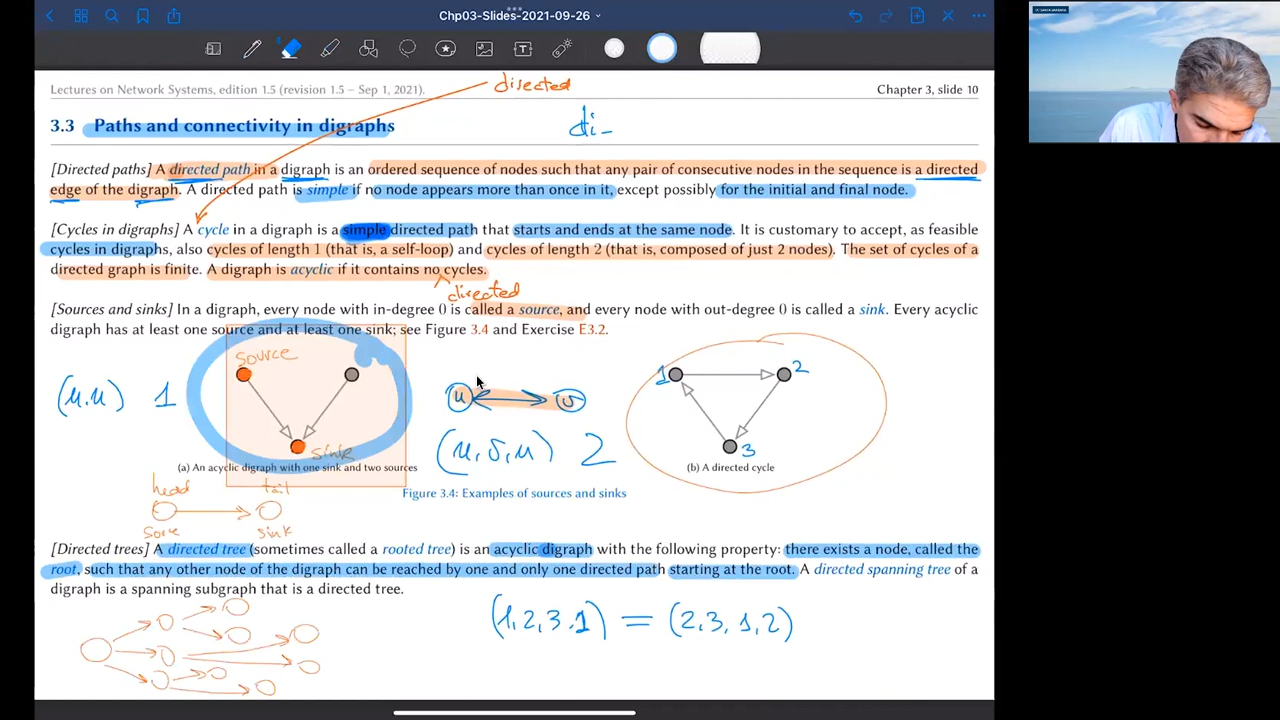 Chp03-Slides-2021-09-26
Lectures on Network Systems, edition 1.5 (revision 1.5 – Sep 1, 2021).
directed
Chapter 3, slide 10
3.3 Paths and connectivity in digraphs
di-
[Directed paths] A directed path in a digraph is an ordered sequence of nodes such that any pair of consecutive nodes in the sequence is a directed
edge of the digraph. A directed path is simple if no node appears more than once in it, except possibly for the initial and final node.
[Cycles in digraphs] A cycle in a digraph is a simple directed path that starts and ends at the same node. It is customary to accept, as feasible
cycles in digraphs, also cycles of length 1 (that is, a self-loop) and cycles of length 2 (that is, composed of just 2 nodes). The set of cycles of a
directed graph is finite. A digraph is acyclic if it contains no cycles.
directed
[Sources and sinks] In a digraph, every node with in-degree 0 is called a source, and every node with out-degree 0 is called a sink. Every acyclic
digraph has at least one source and at least one sink; see Figure 3.4 and Exercise E3.2.
source
1 2
(u,u) 1
u v
(u,v,u) 2
sink
3
(a) An acyclic digraph with one sink and two sources
(b) A directed cycle
head tail
Figure 3.4: Examples of sources and sinks
sore sink
[Directed trees] A directed tree (sometimes called a rooted tree) is an acyclic digraph with the following property: there exists a node, called the
root, such that any other node of the digraph can be reached by one and only one directed path starting at the root. A directed spanning tree of a
digraph is a spanning subgraph that is a directed tree.
(1,2,3,1) = (2,3,1,2)